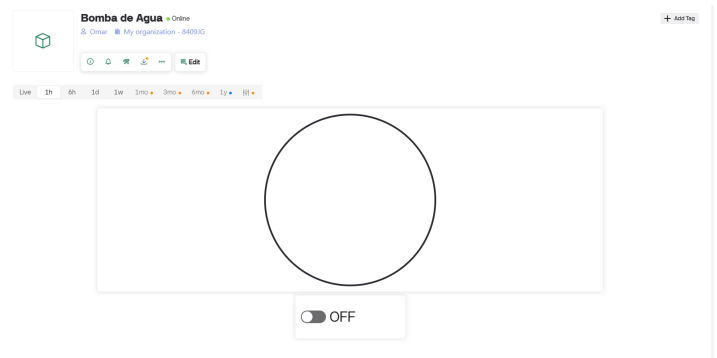 Bomba de Agua Online
+ Add Tag
Omar My organization - 8409JG
Edit
Live 1h 6h 1d 1w 1mo 3mo 6mo 1y
OFF